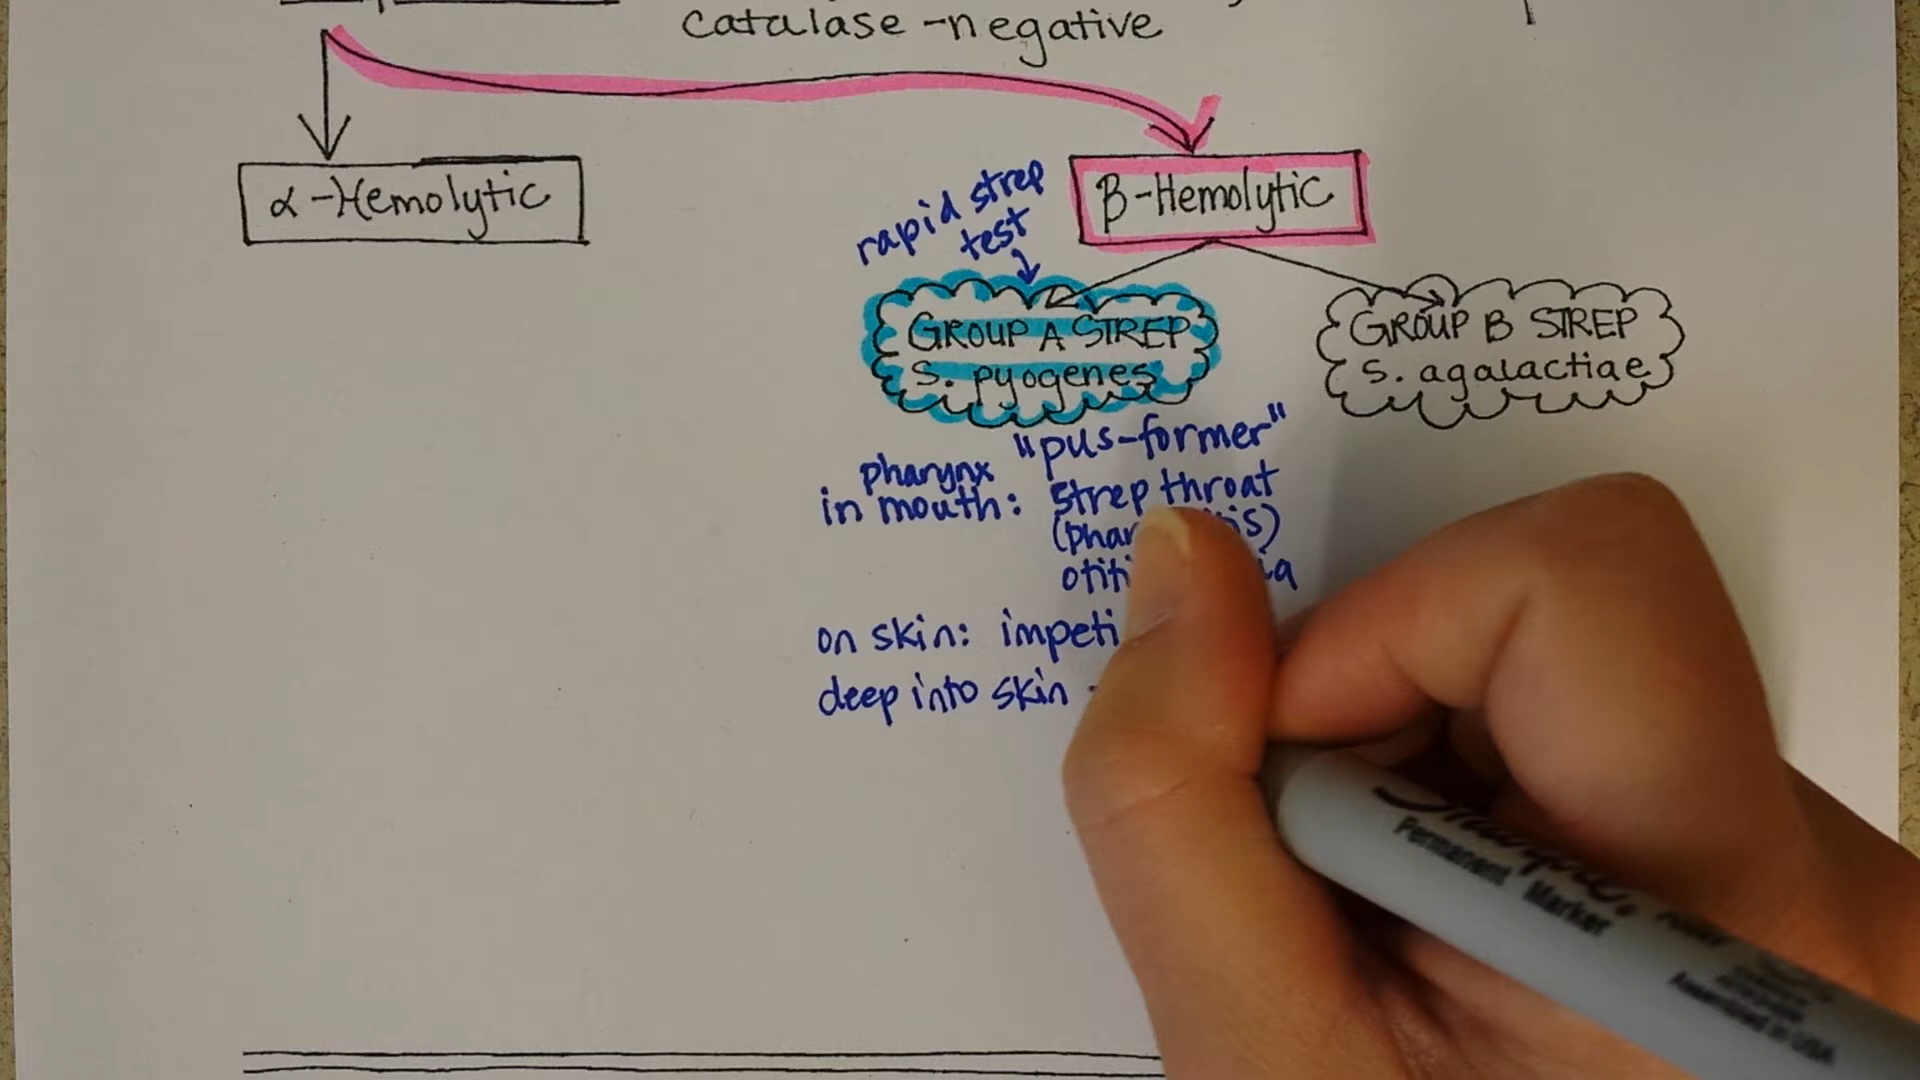 catalase-negative
α-Hemolytic
β-Hemolytic
rapid strep
test
GROUP A STREP
S. pyogenes
GROUP B STREP
S. agalactiae
"pus-former"
pharynx
in mouth: strep throat
on skin:
deep into skin
Sharpie.
Permanent Marker